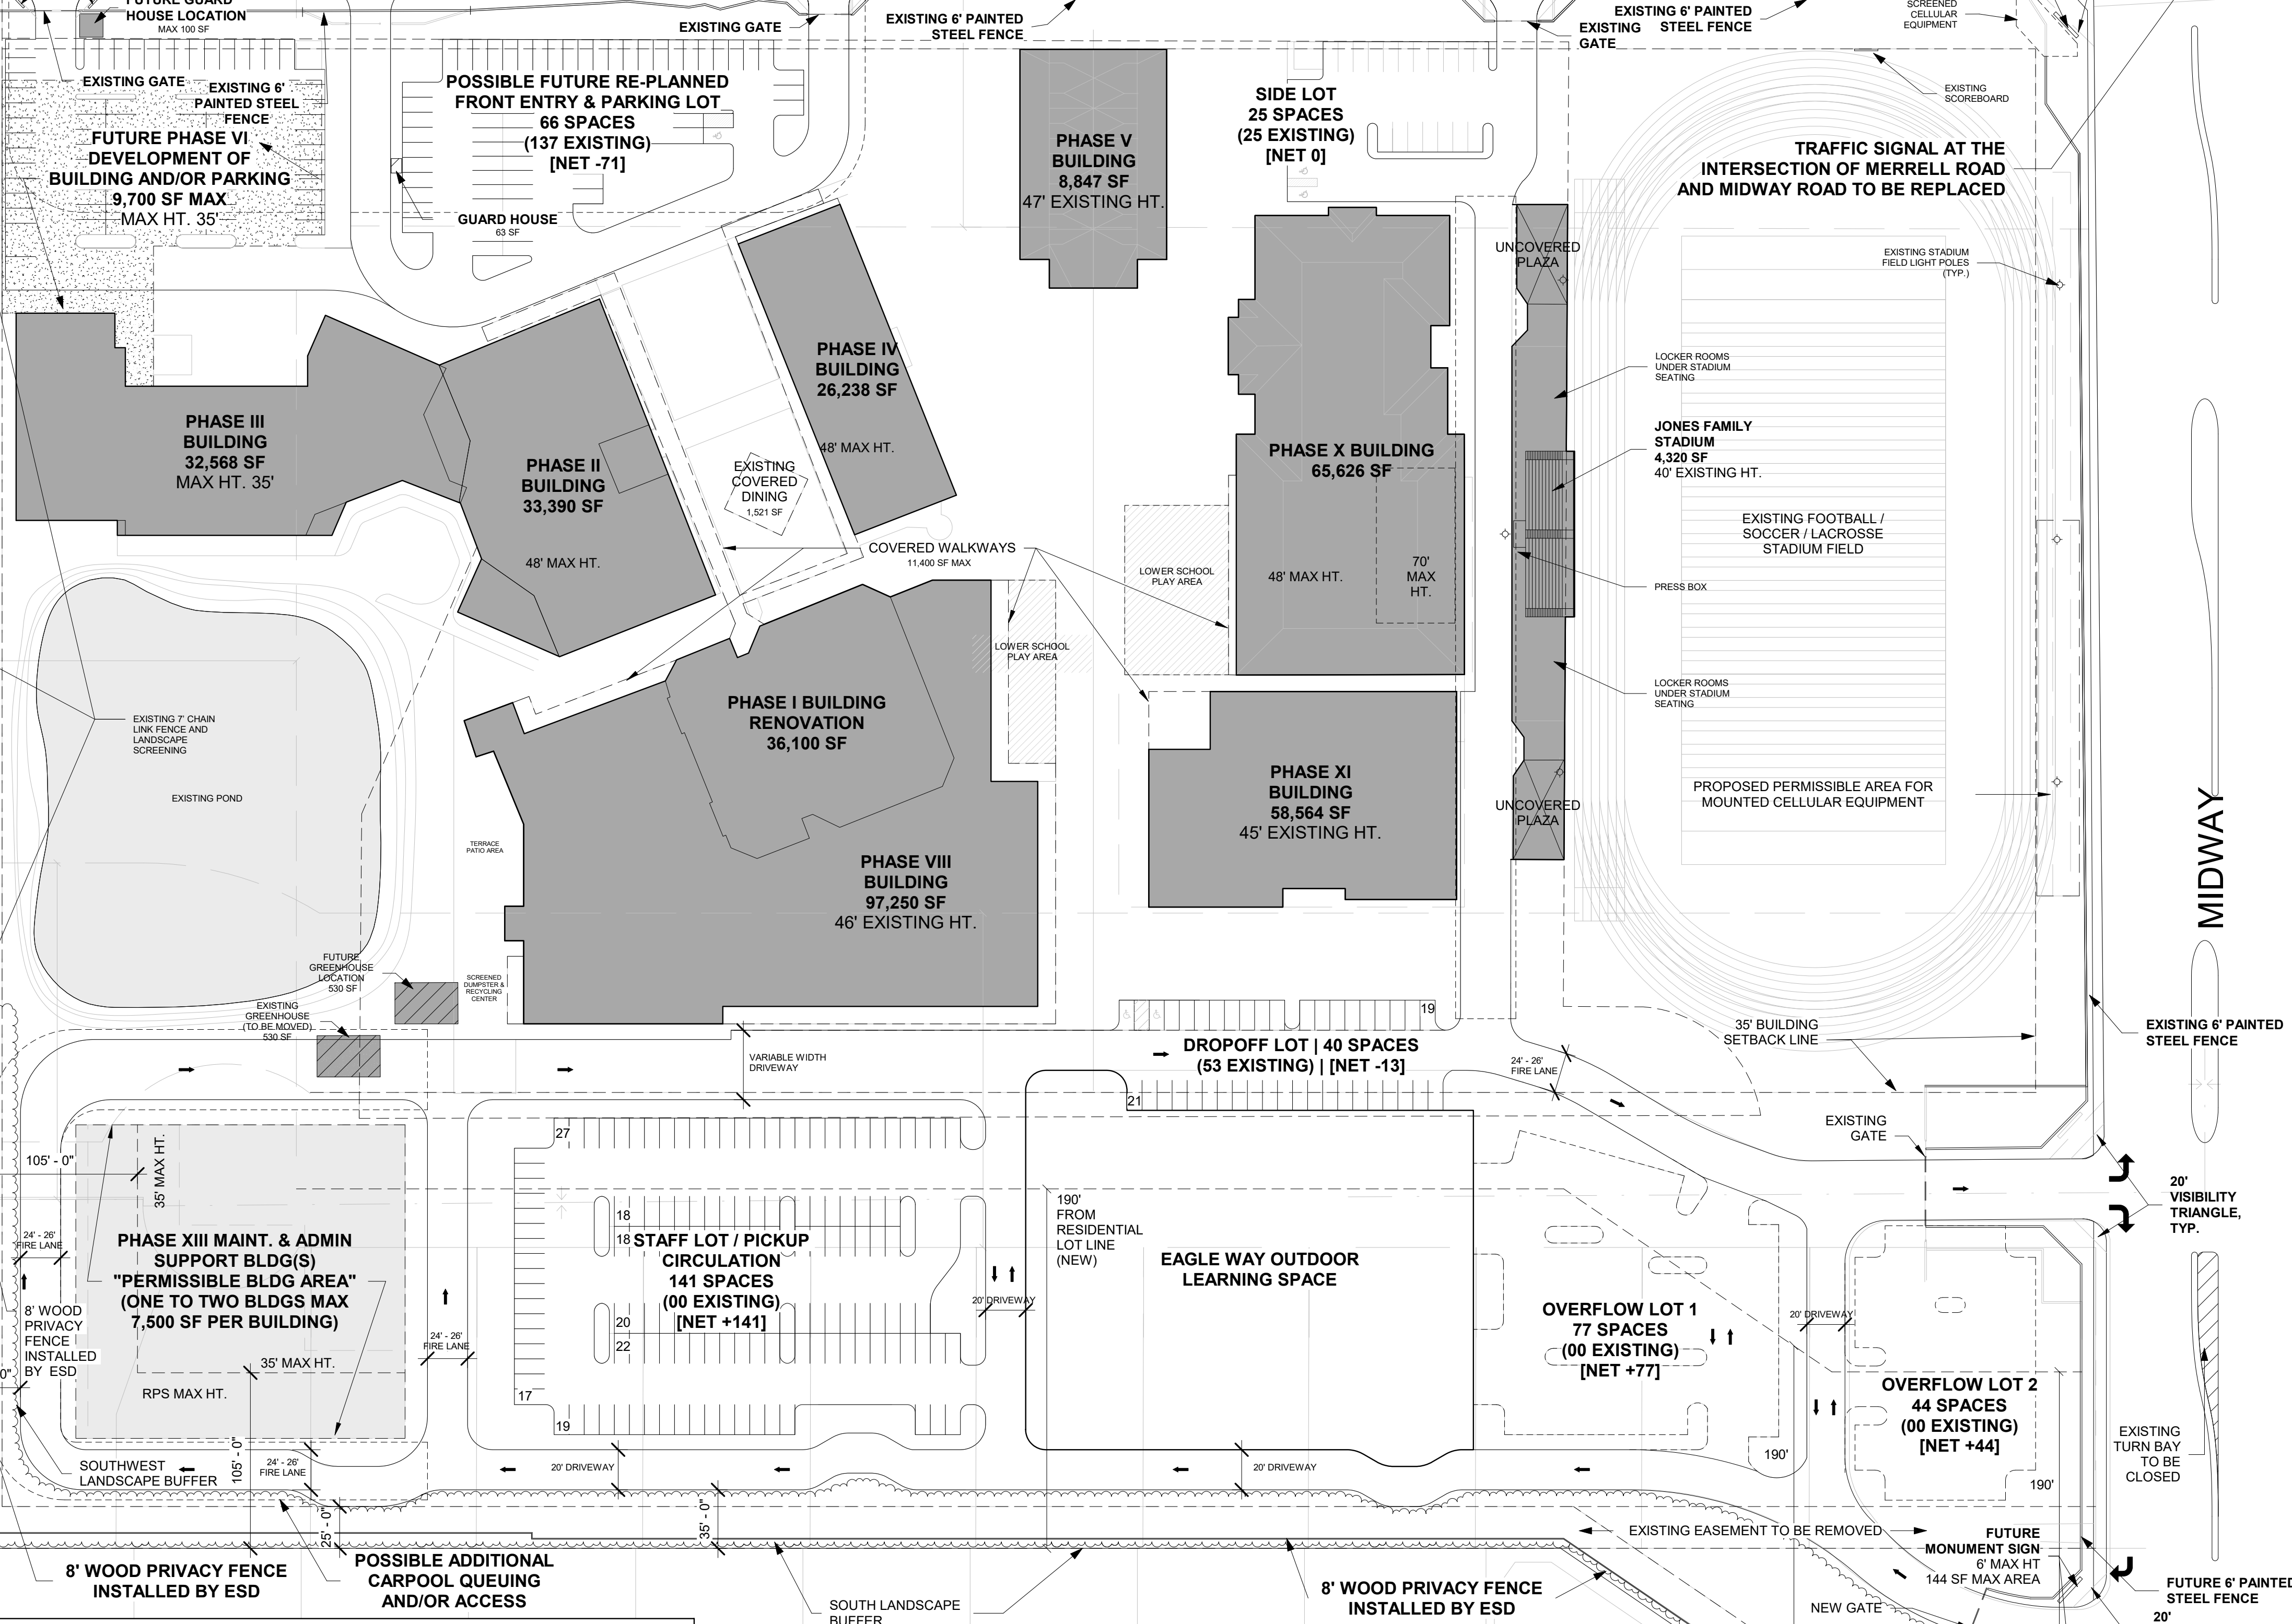 FUTURE GUARD
HOUSE LOCATION
MAX 100 SF
EXISTING GATE
EXISTING 6' PAINTED
STEEL FENCE
EXISTING
GATE
EXISTING 6' PAINTED
STEEL FENCE
SCREENED
CELLULAR
EQUIPMENT
EXISTING GATE
EXISTING 6'
PAINTED STEEL
FENCE
FUTURE PHASE VI
DEVELOPMENT OF
BUILDING AND/OR PARKING
9,700 SF MAX
MAX HT. 35'
POSSIBLE FUTURE RE-PLANNED
FRONT ENTRY & PARKING LOT
66 SPACES
(137 EXISTING)
[NET -71]
GUARD HOUSE
63 SF
PHASE V
BUILDING
8,847 SF
47' EXISTING HT.
SIDE LOT
25 SPACES
(25 EXISTING)
[NET 0]
EXISTING
SCOREBOARD
TRAFFIC SIGNAL AT THE
INTERSECTION OF MERRELL ROAD
AND MIDWAY ROAD TO BE REPLACED
UNCOVERED
PLAZA
EXISTING STADIUM
FIELD LIGHT POLES
(TYP.)
PHASE III
BUILDING
32,568 SF
MAX HT. 35'
PHASE II
BUILDING
33,390 SF
48' MAX HT.
PHASE IV
BUILDING
26,238 SF
48' MAX HT.
EXISTING
COVERED
DINING
1,521 SF
COVERED WALKWAYS
11,400 SF MAX
PHASE X BUILDING
65,626 SF
48' MAX HT.
70'
MAX
HT.
LOWER SCHOOL
PLAY AREA
LOWER SCHOOL
PLAY AREA
LOCKER ROOMS
UNDER STADIUM
SEATING
JONES FAMILY
STADIUM
4,320 SF
40' EXISTING HT.
EXISTING FOOTBALL /
SOCCER / LACROSSE
STADIUM FIELD
PRESS BOX
LOCKER ROOMS
UNDER STADIUM
SEATING
PROPOSED PERMISSIBLE AREA FOR
MOUNTED CELLULAR EQUIPMENT
MIDWAY
EXISTING 7' CHAIN
LINK FENCE AND
LANDSCAPE
SCREENING
EXISTING POND
PHASE I BUILDING
RENOVATION
36,100 SF
TERRACE
PATIO AREA
PHASE VIII
BUILDING
97,250 SF
46' EXISTING HT.
PHASE XI
BUILDING
58,564 SF
45' EXISTING HT.
UNCOVERED
PLAZA
FUTURE
GREENHOUSE
LOCATION
530 SF
SCREENED
DUMPSTER &
RECYCLING
CENTER
EXISTING
GREENHOUSE
(TO BE MOVED)
530 SF
VARIABLE WIDTH
DRIVEWAY
19
DROPOFF LOT | 40 SPACES
(53 EXISTING) | [NET -13]
21
24' - 26'
FIRE LANE
35' BUILDING
SETBACK LINE
EXISTING 6' PAINTED
STEEL FENCE
EXISTING
GATE
20'
VISIBILITY
TRIANGLE,
TYP.
105' - 0"
35' MAX HT.
24' - 26'
FIRE LANE
PHASE XIII MAINT. & ADMIN
SUPPORT BLDG(S)
"PERMISSIBLE BLDG AREA"
(ONE TO TWO BLDGS MAX
7,500 SF PER BUILDING)
8' WOOD
PRIVACY
FENCE
INSTALLED
BY ESD
0"
35' MAX HT.
RPS MAX HT.
24' - 26'
FIRE LANE
27
18
18
STAFF LOT / PICKUP
CIRCULATION
141 SPACES
(00 EXISTING)
[NET +141]
20
22
17
19
20' DRIVEWAY
190'
FROM
RESIDENTIAL
LOT LINE
(NEW)
EAGLE WAY OUTDOOR
LEARNING SPACE
OVERFLOW LOT 1
77 SPACES
(00 EXISTING)
[NET +77]
20' DRIVEWAY
OVERFLOW LOT 2
44 SPACES
(00 EXISTING)
[NET +44]
190'
190'
EXISTING
TURN BAY
TO BE
CLOSED
SOUTHWEST
LANDSCAPE BUFFER
105' - 0"
24' - 26'
FIRE LANE
20' DRIVEWAY
20' DRIVEWAY
25' - 0"
35' - 0"
EXISTING EASEMENT TO BE REMOVED
FUTURE
MONUMENT SIGN
6' MAX HT
144 SF MAX AREA
8' WOOD PRIVACY FENCE
INSTALLED BY ESD
POSSIBLE ADDITIONAL
CARPOOL QUEUING
AND/OR ACCESS
SOUTH LANDSCAPE
BUFFER
8' WOOD PRIVACY FENCE
INSTALLED BY ESD
NEW GATE
FUTURE 6' PAINTED
STEEL FENCE
20'